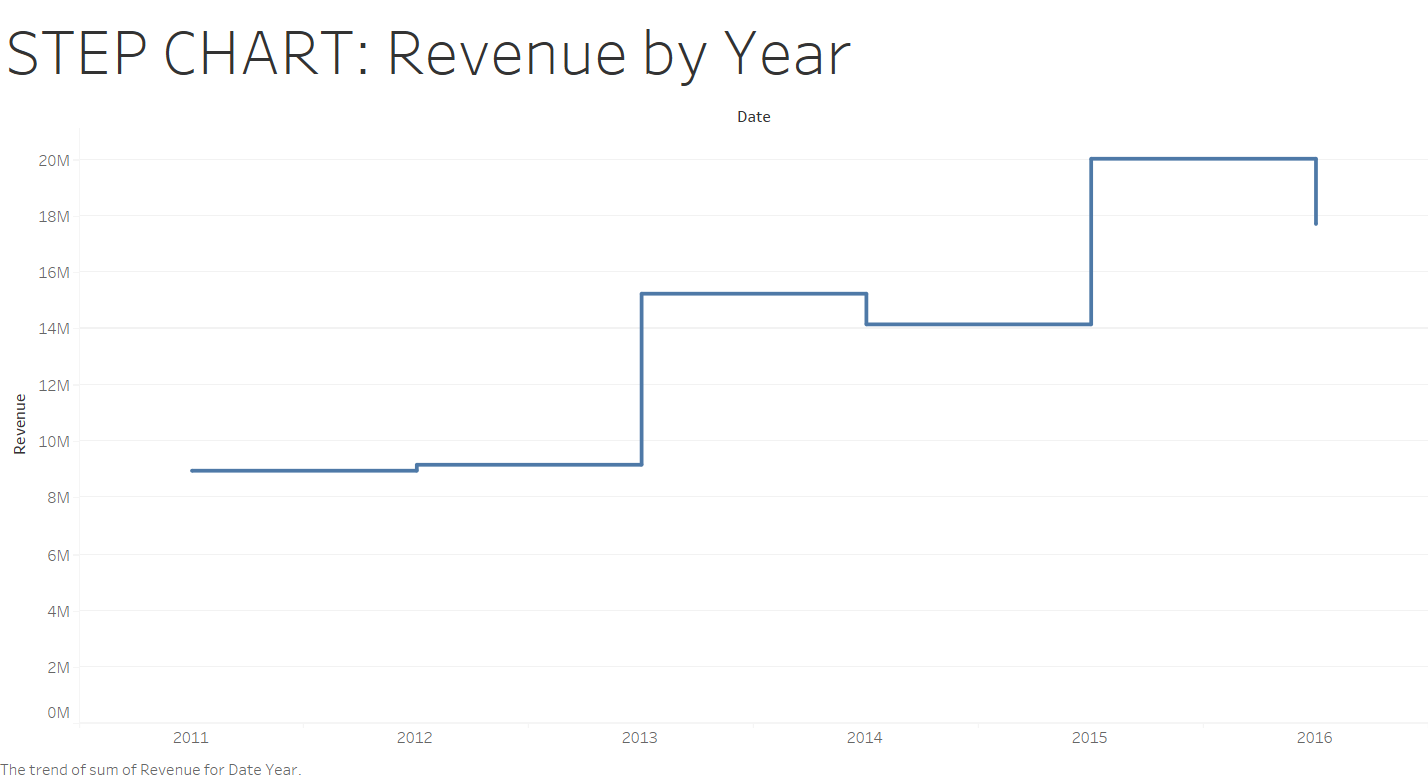 STEP CHART: Revenue by Year
Date
20M
18M
16M
14M
12M
10M
8M
6M
4M
2M
0M
Revenue
2011 2012 2013 2014 2015 2016
The trend of sum of Revenue for Date Year.